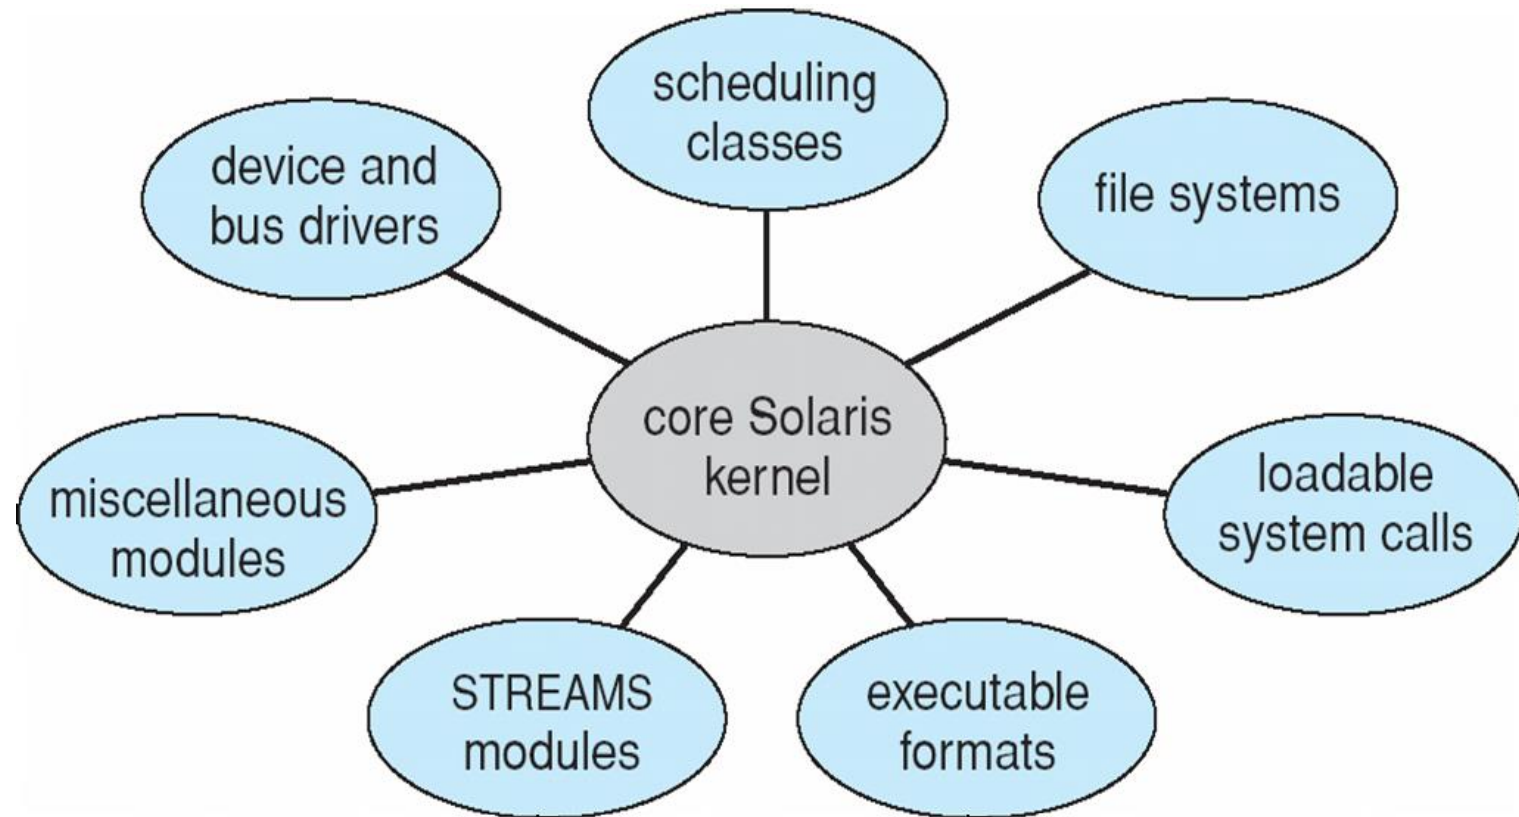 scheduling
classes
device and
bus drivers
file systems
core Solaris
kernel
miscellaneous
modules
loadable
system calls
STREAMS
modules
executable
formats